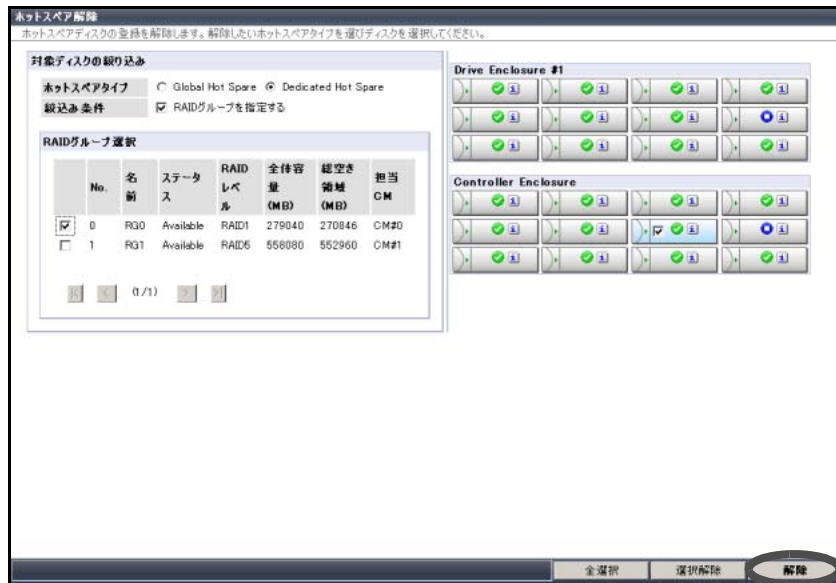 ホットスペア解除
ホットスペアディスクの登録を解除します。解除したいホットスペアタイプを選びディスクを選択してください。
対象ディスクの絞り込み
ホットスペアタイプ Global Hot Spare Dedicated Hot Spare
絞込み条件 RAIDグループを指定する
RAIDグループ選択
No. 名前 ステータス RAIDレベル 全体容量(MB) 総空き領域(MB) 担当CM
0 RG0 Available RAID1 279040 270846 CM#0
1 RG1 Available RAID5 558080 552960 CM#1
(1/1)
Drive Enclosure #1
Controller Enclosure
全選択 選択解除 解除